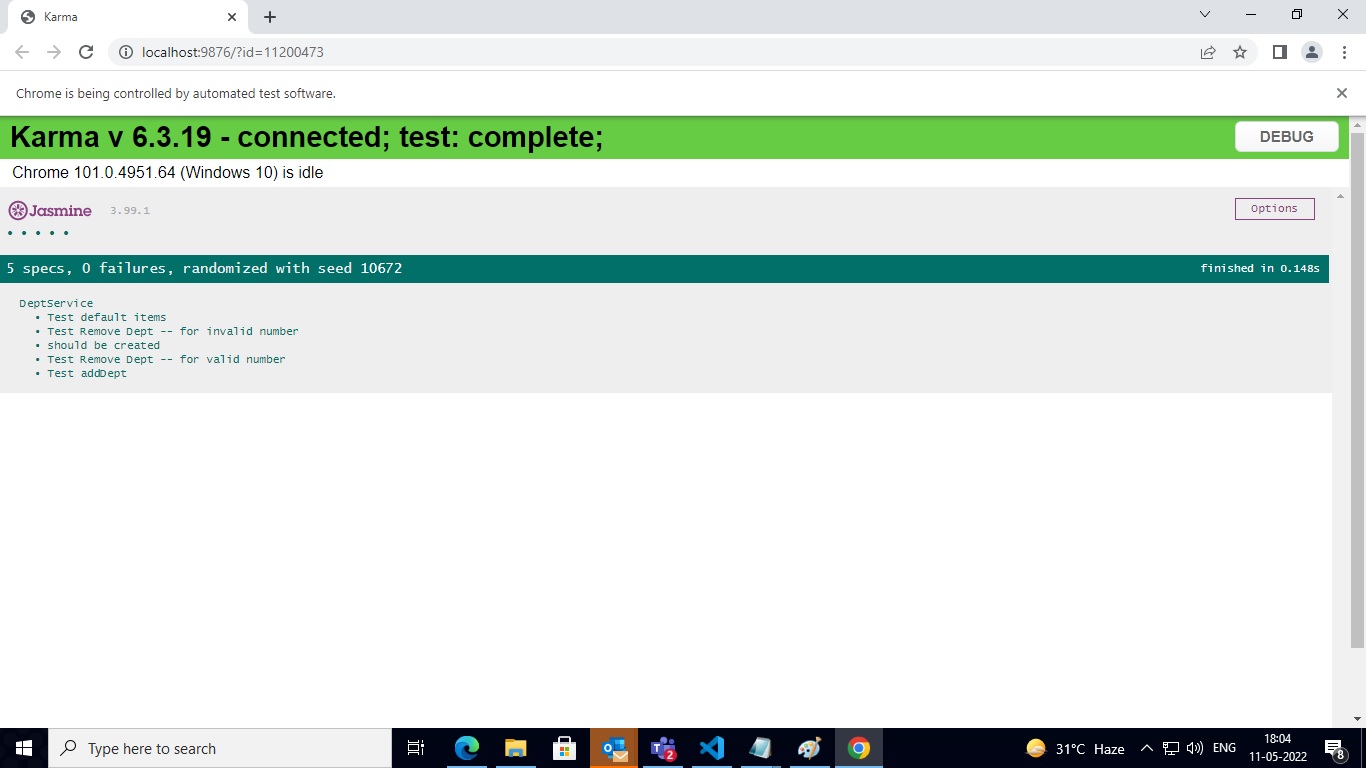 Karma
localhost:9876/?id=11200473
Chrome is being controlled by automated test software.
Karma v 6.3.19 - connected; test: complete;
DEBUG
Chrome 101.0.4951.64 (Windows 10) is idle
Jasmine 3.99.1
Options
• • • • •
5 specs, 0 failures, randomized with seed 10672
finished in 0.148s
DeptService
• Test default items
• Test Remove Dept -- for invalid number
• should be created
• Test Remove Dept -- for valid number
• Test addDept
Type here to search
2
31°C Haze
ENG
18:04
11-05-2022
8